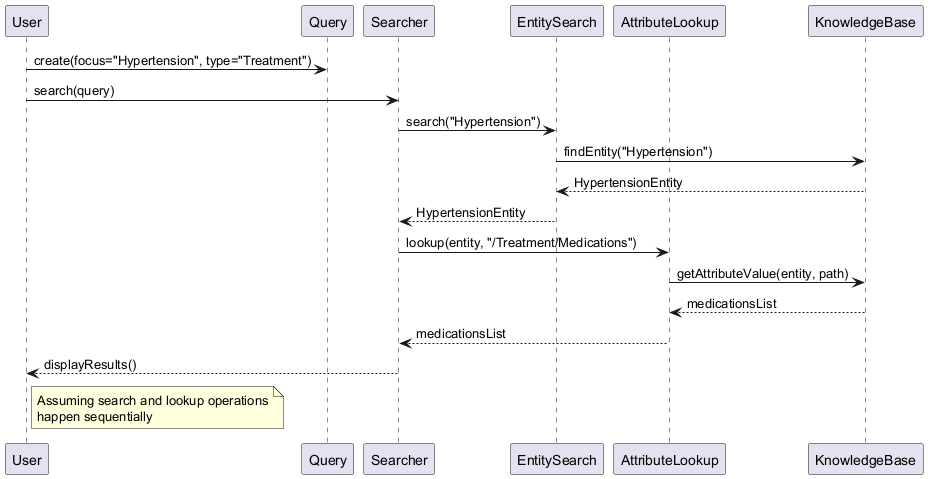 User Query Searcher EntitySearch AttributeLookup KnowledgeBase
create(focus="Hypertension", type="Treatment")
search(query)
search("Hypertension")
findEntity("Hypertension")
HypertensionEntity
HypertensionEntity
lookup(entity, "/Treatment/Medications")
getAttributeValue(entity, path)
medicationsList
medicationsList
displayResults()
Assuming search and lookup operations
happen sequentially
User Query Searcher EntitySearch AttributeLookup KnowledgeBase